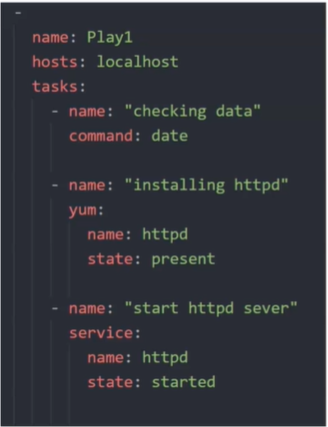 -
name: Play1
hosts: localhost
tasks:
- name: "checking data"
command: date
- name: "installing httpd"
yum:
name: httpd
state: present
- name: "start httpd sever"
service:
name: httpd
state: started